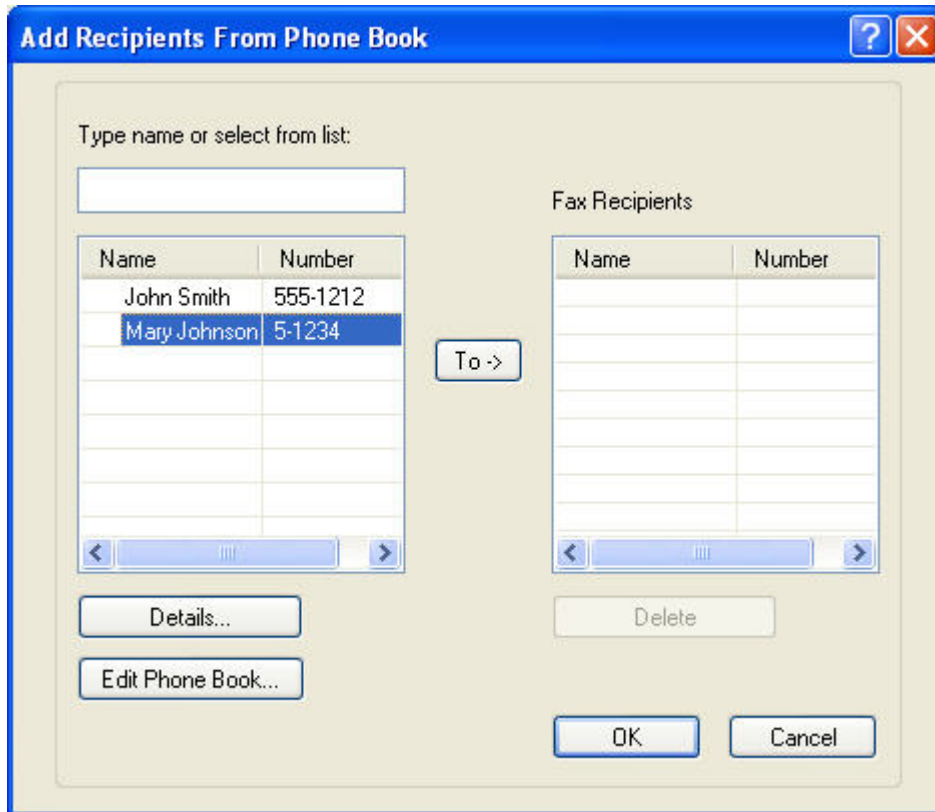 Add Recipients From Phone Book
Type name or select from list:
Name Number
John Smith 555-1212
Mary Johnson 5-1234
To ->
Fax Recipients
Name Number
Details...
Edit Phone Book...
Delete
OK Cancel